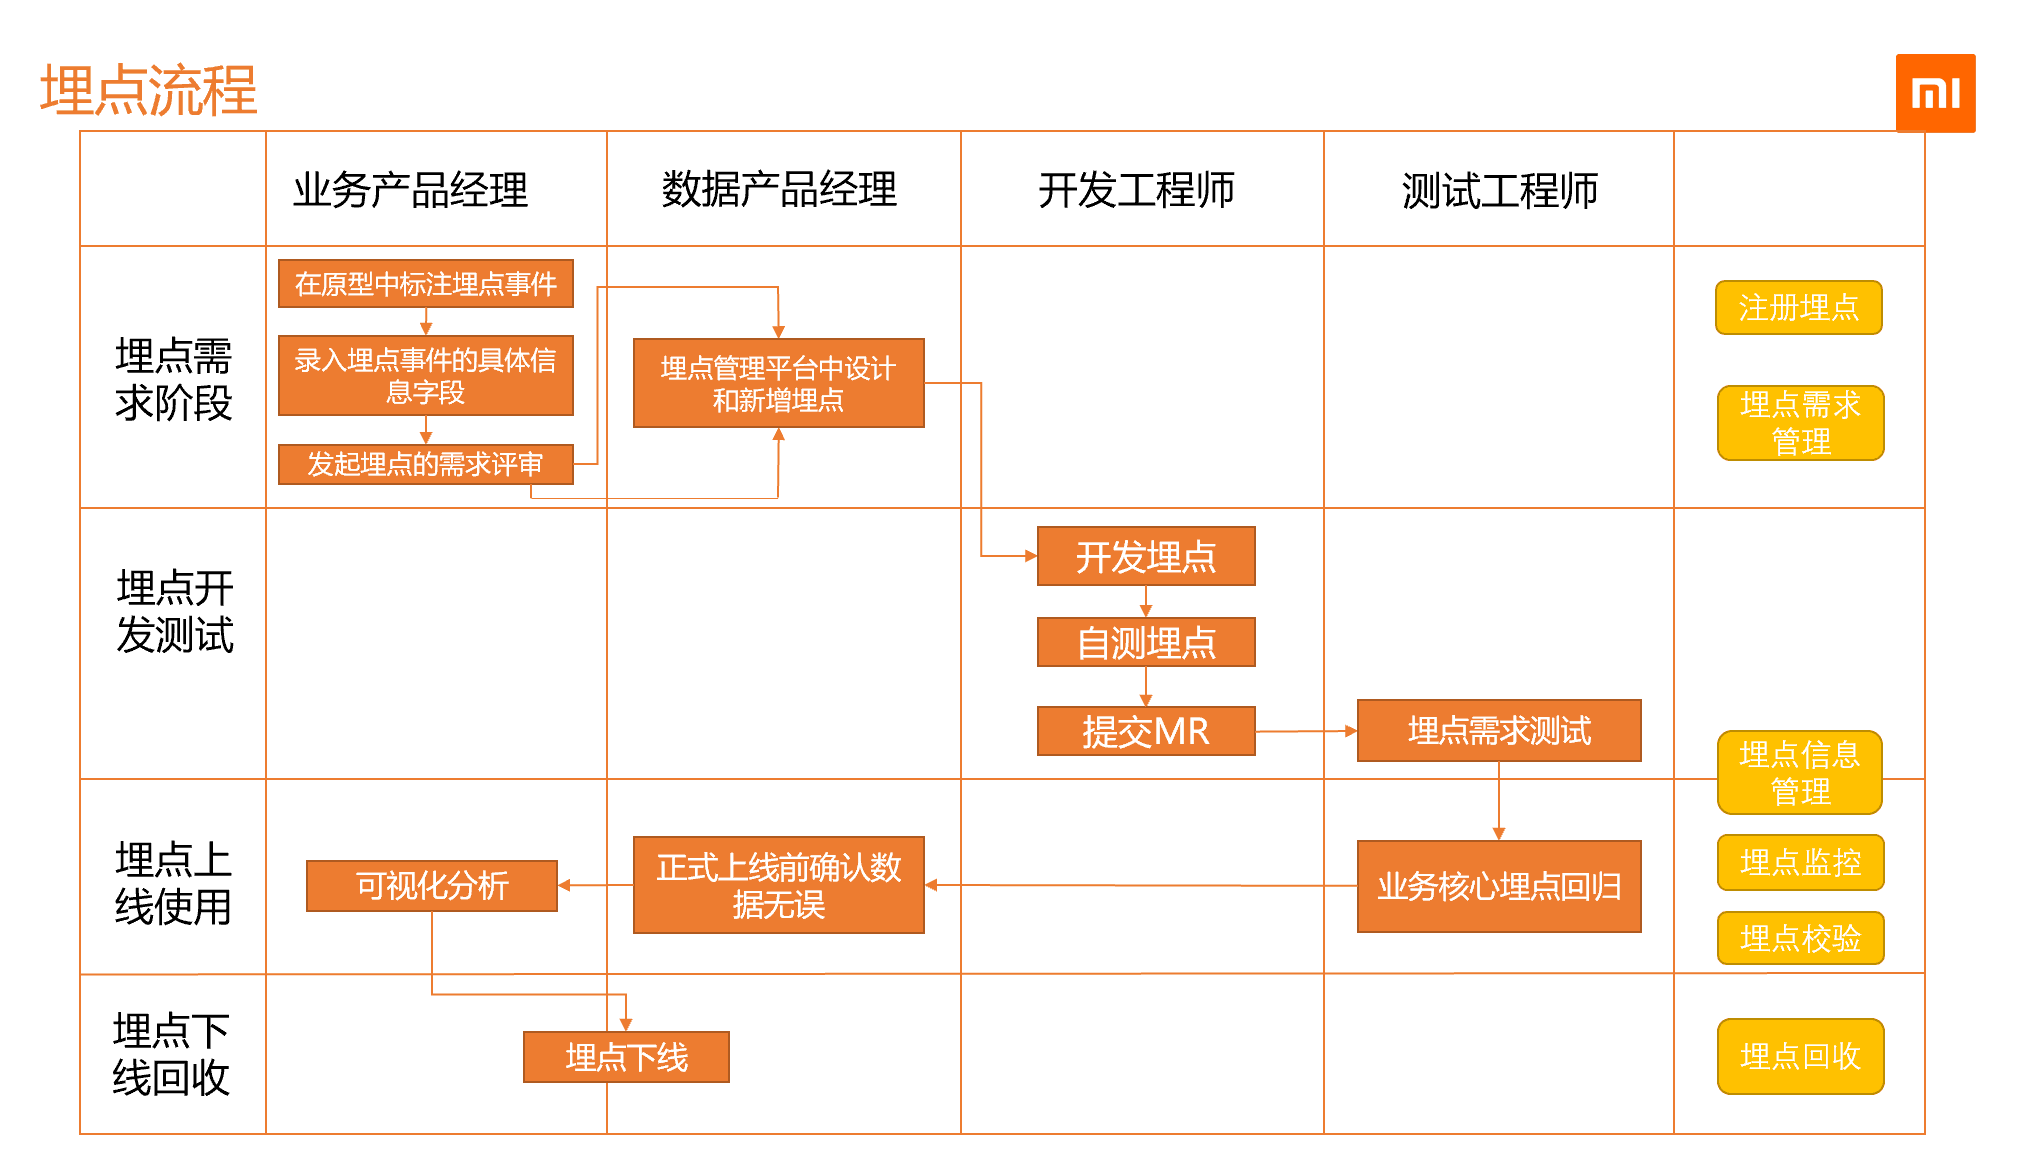 埋点流程
mi
业务产品经理
数据产品经理
开发工程师
测试工程师
埋点需
求阶段
在原型中标注埋点事件
录入埋点事件的具体信
息字段
发起埋点的需求评审
埋点管理平台中设计
和新增埋点
注册埋点
埋点需求
管理
埋点开
发测试
开发埋点
自测埋点
提交MR
埋点需求测试
埋点信息
管理
埋点上
线使用
可视化分析
正式上线前确认数
据无误
业务核心埋点回归
埋点监控
埋点校验
埋点下
线回收
埋点下线
埋点回收